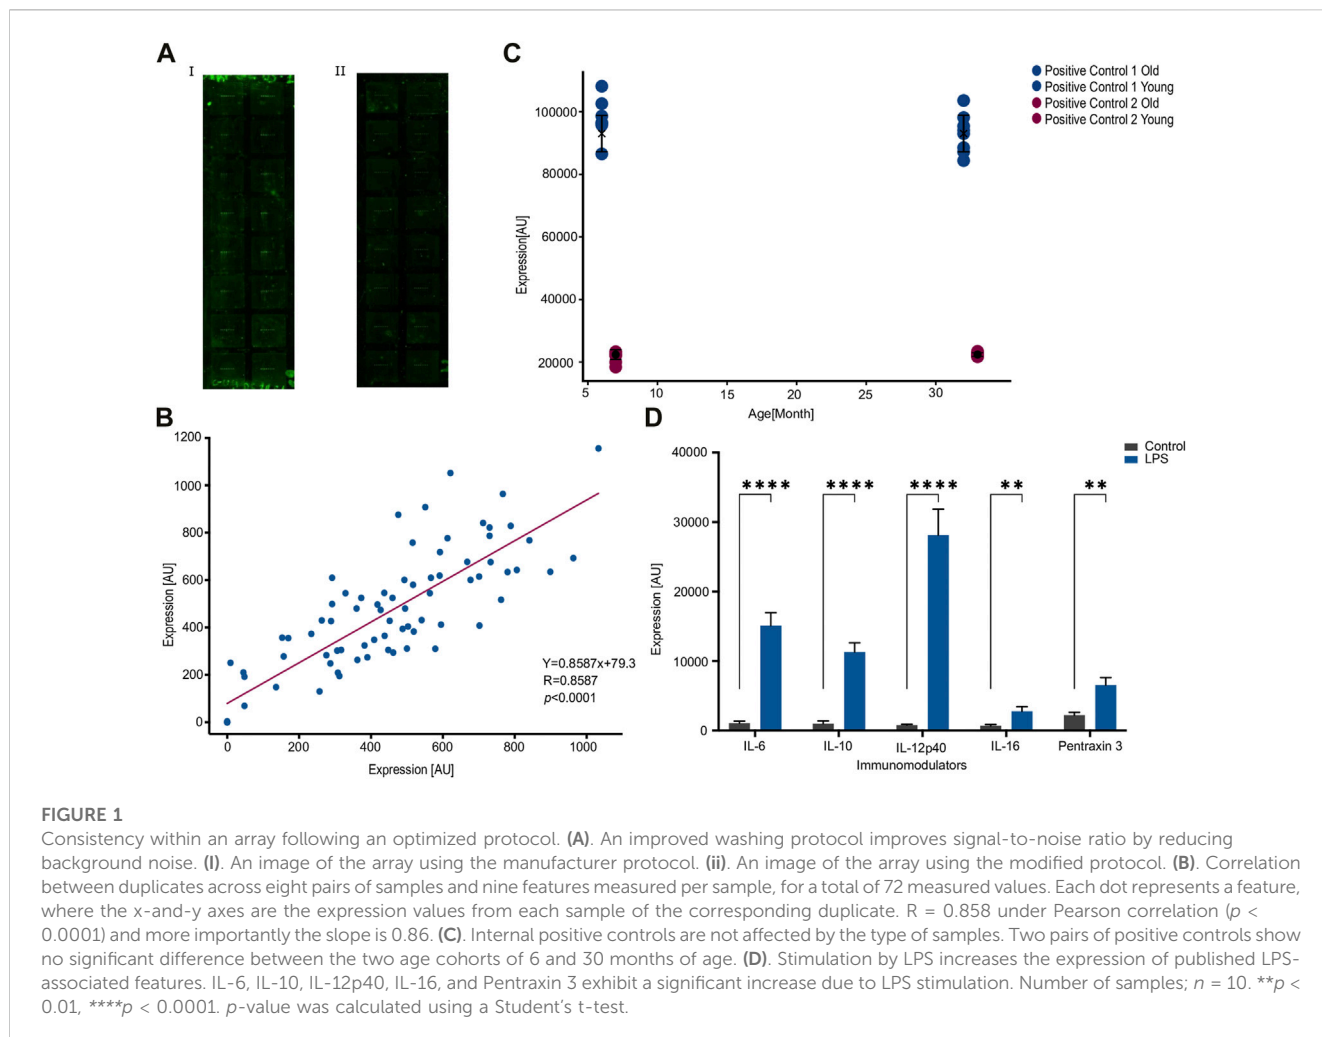 A
I
II
C
Expression[AU]
100000
80000
60000
40000
20000
5
10
15
20
25
30
Age[Month]
Positive Control 1 Old
Positive Control 1 Young
Positive Control 2 Old
Positive Control 2 Young
B
Expression [AU]
1200
1000
800
600
400
200
0
0
200
400
600
800
1000
Expression [AU]
Y=0.8587x+79.3
R=0.8587
p<0.0001
D
Control
LPS
Expression [AU]
40000
30000
20000
10000
0
****
****
****
**
**
IL-6
IL-10
IL-12p40
IL-16
Pentraxin 3
Immunomodulators
FIGURE 1
Consistency within an array following an optimized protocol. (A). An improved washing protocol improves signal-to-noise ratio by reducing
background noise. (I). An image of the array using the manufacturer protocol. (ii). An image of the array using the modified protocol. (B). Correlation
between duplicates across eight pairs of samples and nine features measured per sample, for a total of 72 measured values. Each dot represents a feature,
where the x-and-y axes are the expression values from each sample of the corresponding duplicate. R = 0.858 under Pearson correlation (p <
0.0001) and more importantly the slope is 0.86. (C). Internal positive controls are not affected by the type of samples. Two pairs of positive controls show
no significant difference between the two age cohorts of 6 and 30 months of age. (D). Stimulation by LPS increases the expression of published LPS-
associated features. IL-6, IL-10, IL-12p40, IL-16, and Pentraxin 3 exhibit a significant increase due to LPS stimulation. Number of samples; n = 10. **p <
0.01, ****p < 0.0001. p-value was calculated using a Student's t-test.